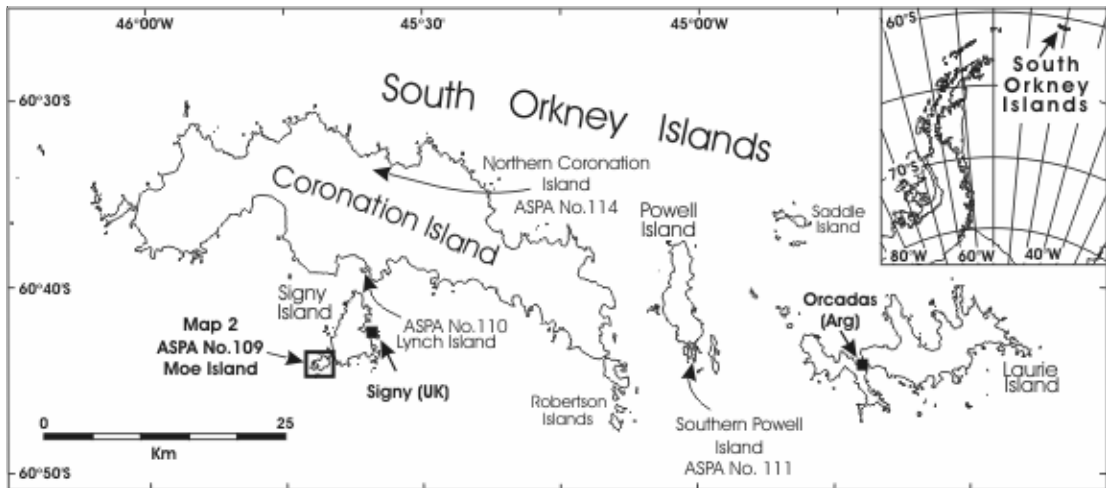 46°00'W
45°30'
45°00'
60°S
South
Orkney
Islands
70°S
80°W
60°W
40°W
60°30'S
South Orkney Islands
Northern Coronation
Island
ASPA No.114
Coronation Island
Powell
Island
Saddle
Island
60°40'S
Signy
Island
Map 2
ASPA No.109
Moe Island
ASPA No.110
Lynch Island
Signy (UK)
Orcadas
(Arg)
Laurie
Island
Robertson
Islands
Southern Powell
Island
ASPA No. 111
0
25
Km
60°50'S